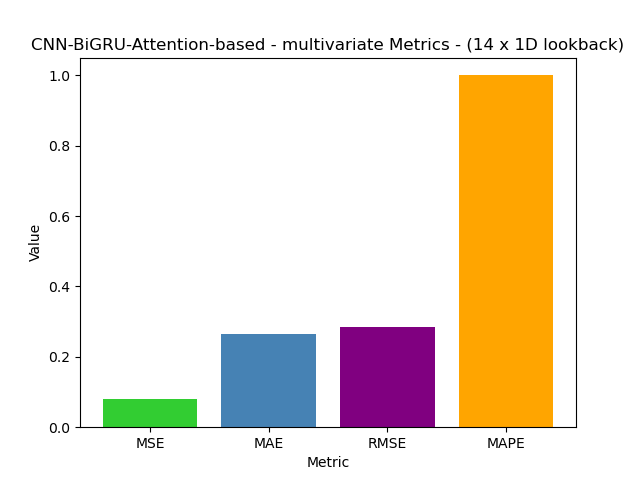 CNN-BiGRU-Attention-based - multivariate Metrics - (14 x 1D lookback)
1.0
0.8
0.6
0.4
0.2
0.0
Value
MSE MAE RMSE MAPE
Metric